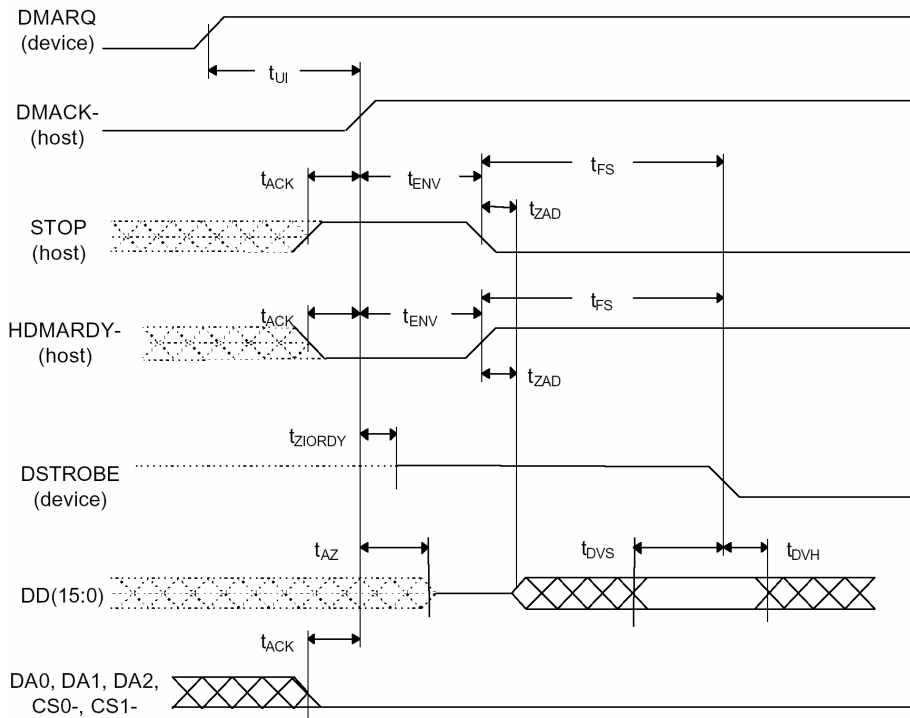 DMARQ
(device)
tUI
DMACK-
(host)
tACK
tENV
tFS
tZAD
STOP
(host)
tACK
tENV
tFS
HDMARDY-
(host)
tZAD
tZIORDY
DSTROBE
(device)
tAZ
tDVS
tDVH
DD(15:0)
tACK
DA0, DA1, DA2,
CS0-, CS1-